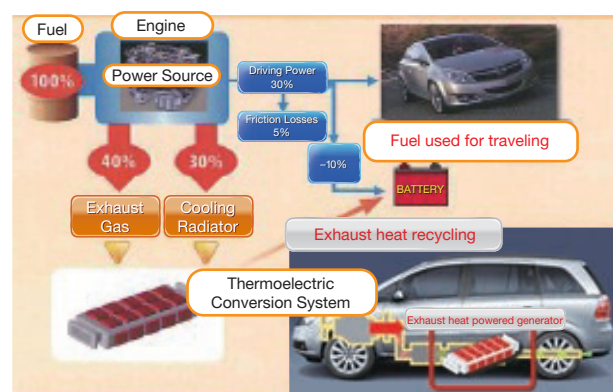 Fuel
Engine
100%
Power Source
Driving Power
30%
Friction Losses
5%
~10%
Fuel used for traveling
40%
30%
BATTERY
Exhaust
Gas
Cooling
Radiator
Exhaust heat recycling
Thermoelectric
Conversion System
Exhaust heat powered generator